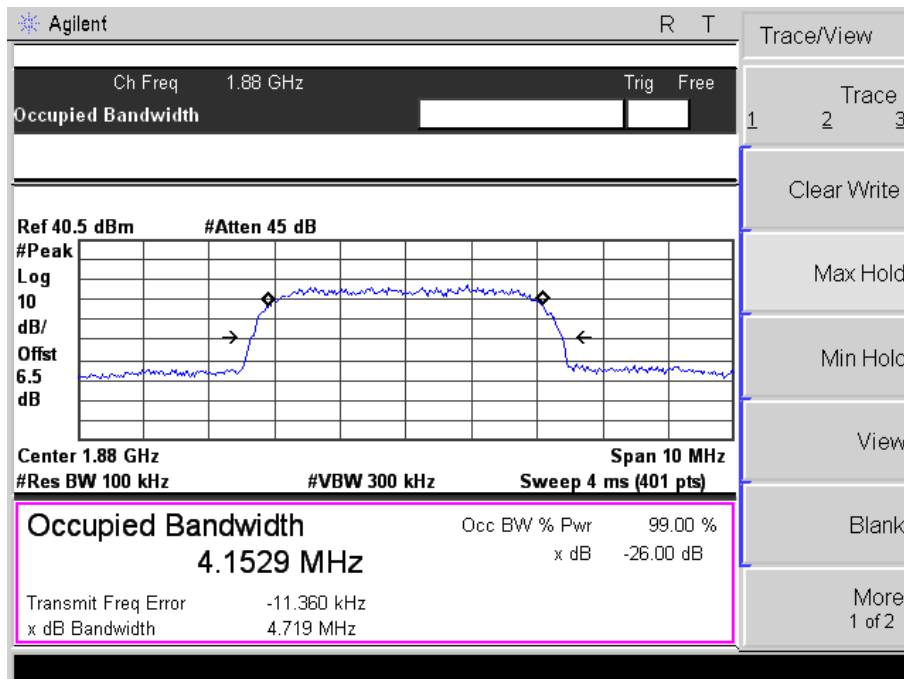 Agilent R T
Trace/View
Ch Freq 1.88 GHz Trig Free
Occupied Bandwidth
Trace
1 2 3
Clear Write
Max Hold
Min Hold
View
Blank
More
1 of 2
Ref 40.5 dBm #Atten 45 dB
#Peak
Log
10
dB/
Offst
6.5
dB
Center 1.88 GHz Span 10 MHz
#Res BW 100 kHz #VBW 300 kHz Sweep 4 ms (401 pts)
Occupied Bandwidth
4.1529 MHz
Occ BW % Pwr 99.00 %
x dB -26.00 dB
Transmit Freq Error -11.360 kHz
x dB Bandwidth 4.719 MHz